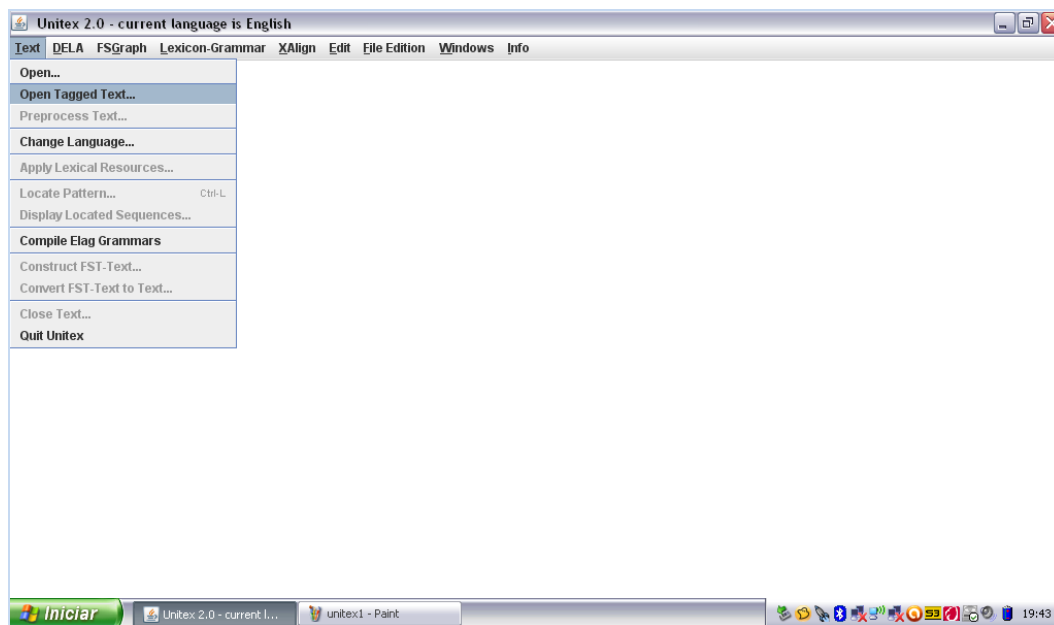 Unitex 2.0 - current language is English
Text DELA FSGraph Lexicon-Grammar XAlign Edit File Edition Windows Info
Open...
Open Tagged Text...
Preprocess Text...
Change Language...
Apply Lexical Resources...
Locate Pattern... Ctrl-L
Display Located Sequences...
Compile Elag Grammars
Construct FST-Text...
Convert FST-Text to Text...
Close Text...
Quit Unitex
Iniciar Unitex 2.0 - current l... unitex1 - Paint 53 19:43